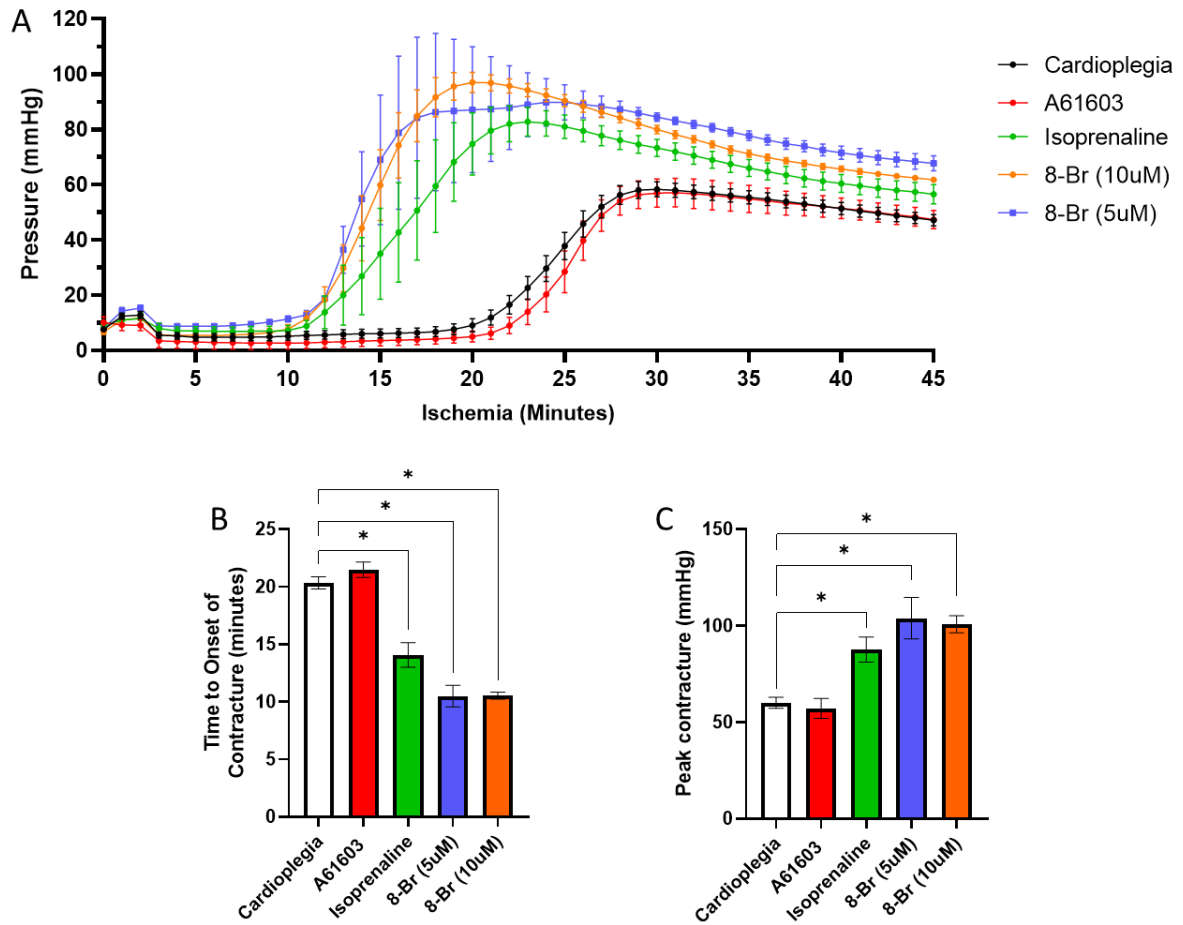 A
Pressure (mmHg)
120
100
80
60
40
20
0
0 5 10 15 20 25 30 35 40 45
Ischemia (Minutes)
Cardioplegia
A61603
Isoprenaline
8-Br (10uM)
8-Br (5uM)
B
Time to Onset of
Contracture (minutes)
25
20
15
10
5
0
*
*
*
Cardioplegia
A61603
Isoprenaline
8-Br (5uM)
8-Br (10uM)
C
Peak contracture (mmHg)
150
100
50
0
*
*
*
Cardioplegia
A61603
Isoprenaline
8-Br (5uM)
8-Br (10uM)